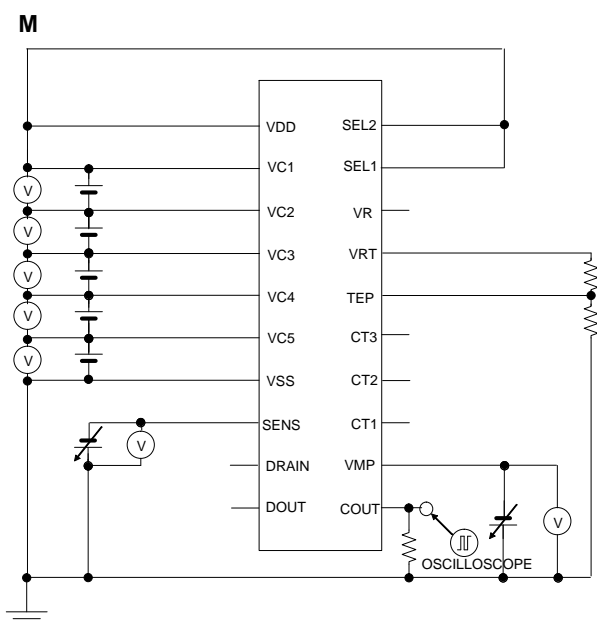 M
VDD
VC1
VC2
VC3
VC4
VC5
VSS
SENS
DRAIN
DOUT
SEL2
SEL1
VR
VRT
TEP
CT3
CT2
CT1
VMP
COUT
V
V
V
V
V
V
V
OSCILLOSCOPE